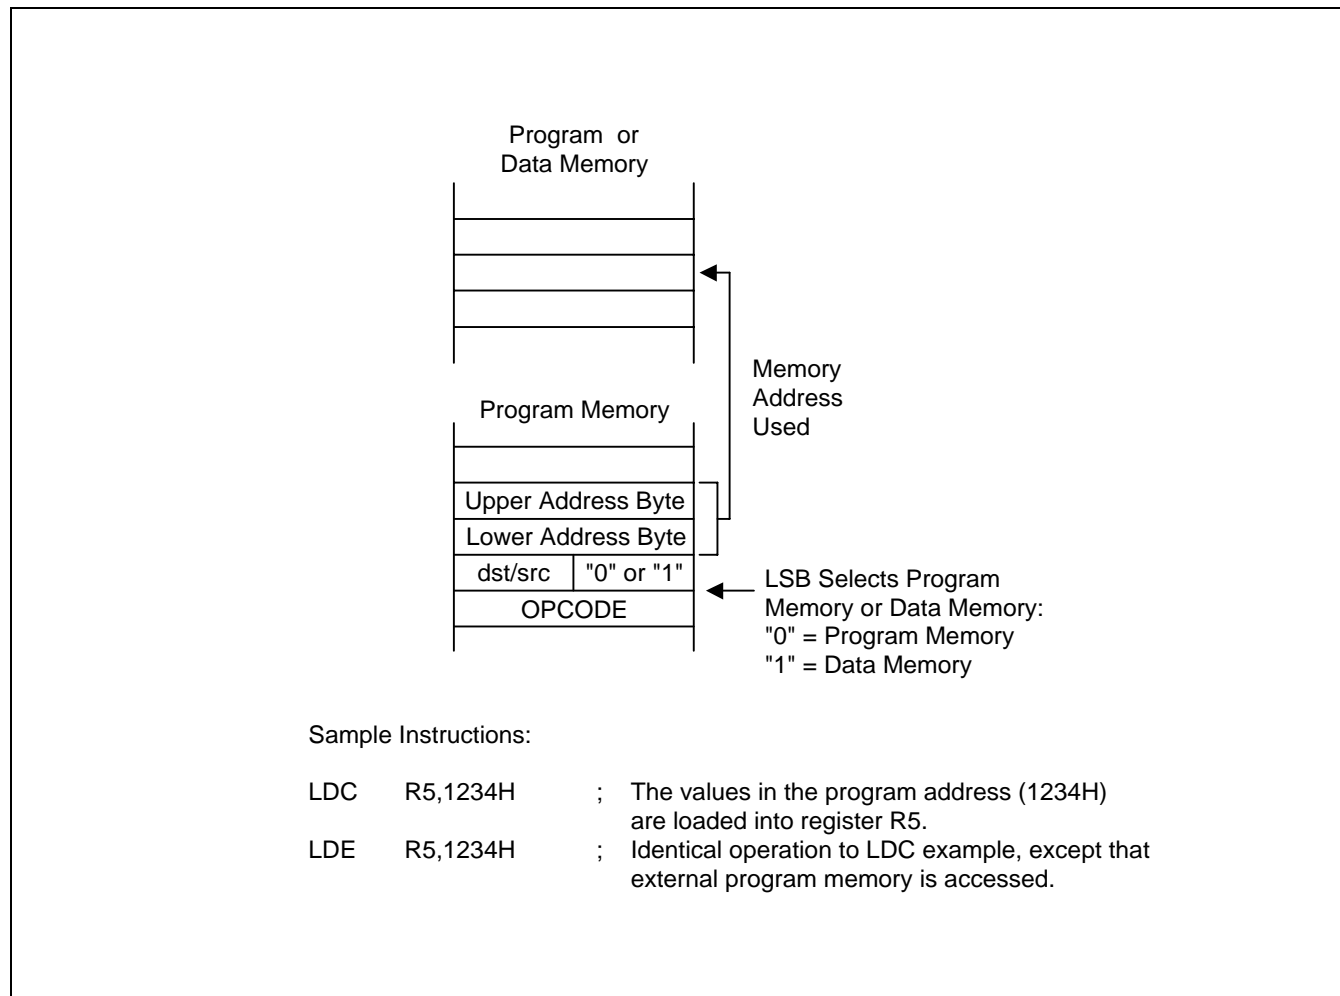 Program or
Data Memory
Memory
Address
Used
Program Memory
Upper Address Byte
Lower Address Byte
dst/src "0" or "1"
OPCODE
LSB Selects Program
Memory or Data Memory:
"0" = Program Memory
"1" = Data Memory
Sample Instructions:
LDC R5,1234H ; The values in the program address (1234H)
are loaded into register R5.
LDE R5,1234H ; Identical operation to LDC example, except that
external program memory is accessed.